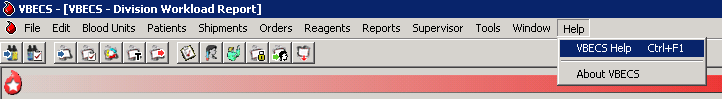 VBECS - [VBECS - Division Workload Report]
File Edit Blood Units Patients Shipments Orders Reagents Reports Supervisor Tools Window Help
VBECS Help Ctrl+F1
About VBECS